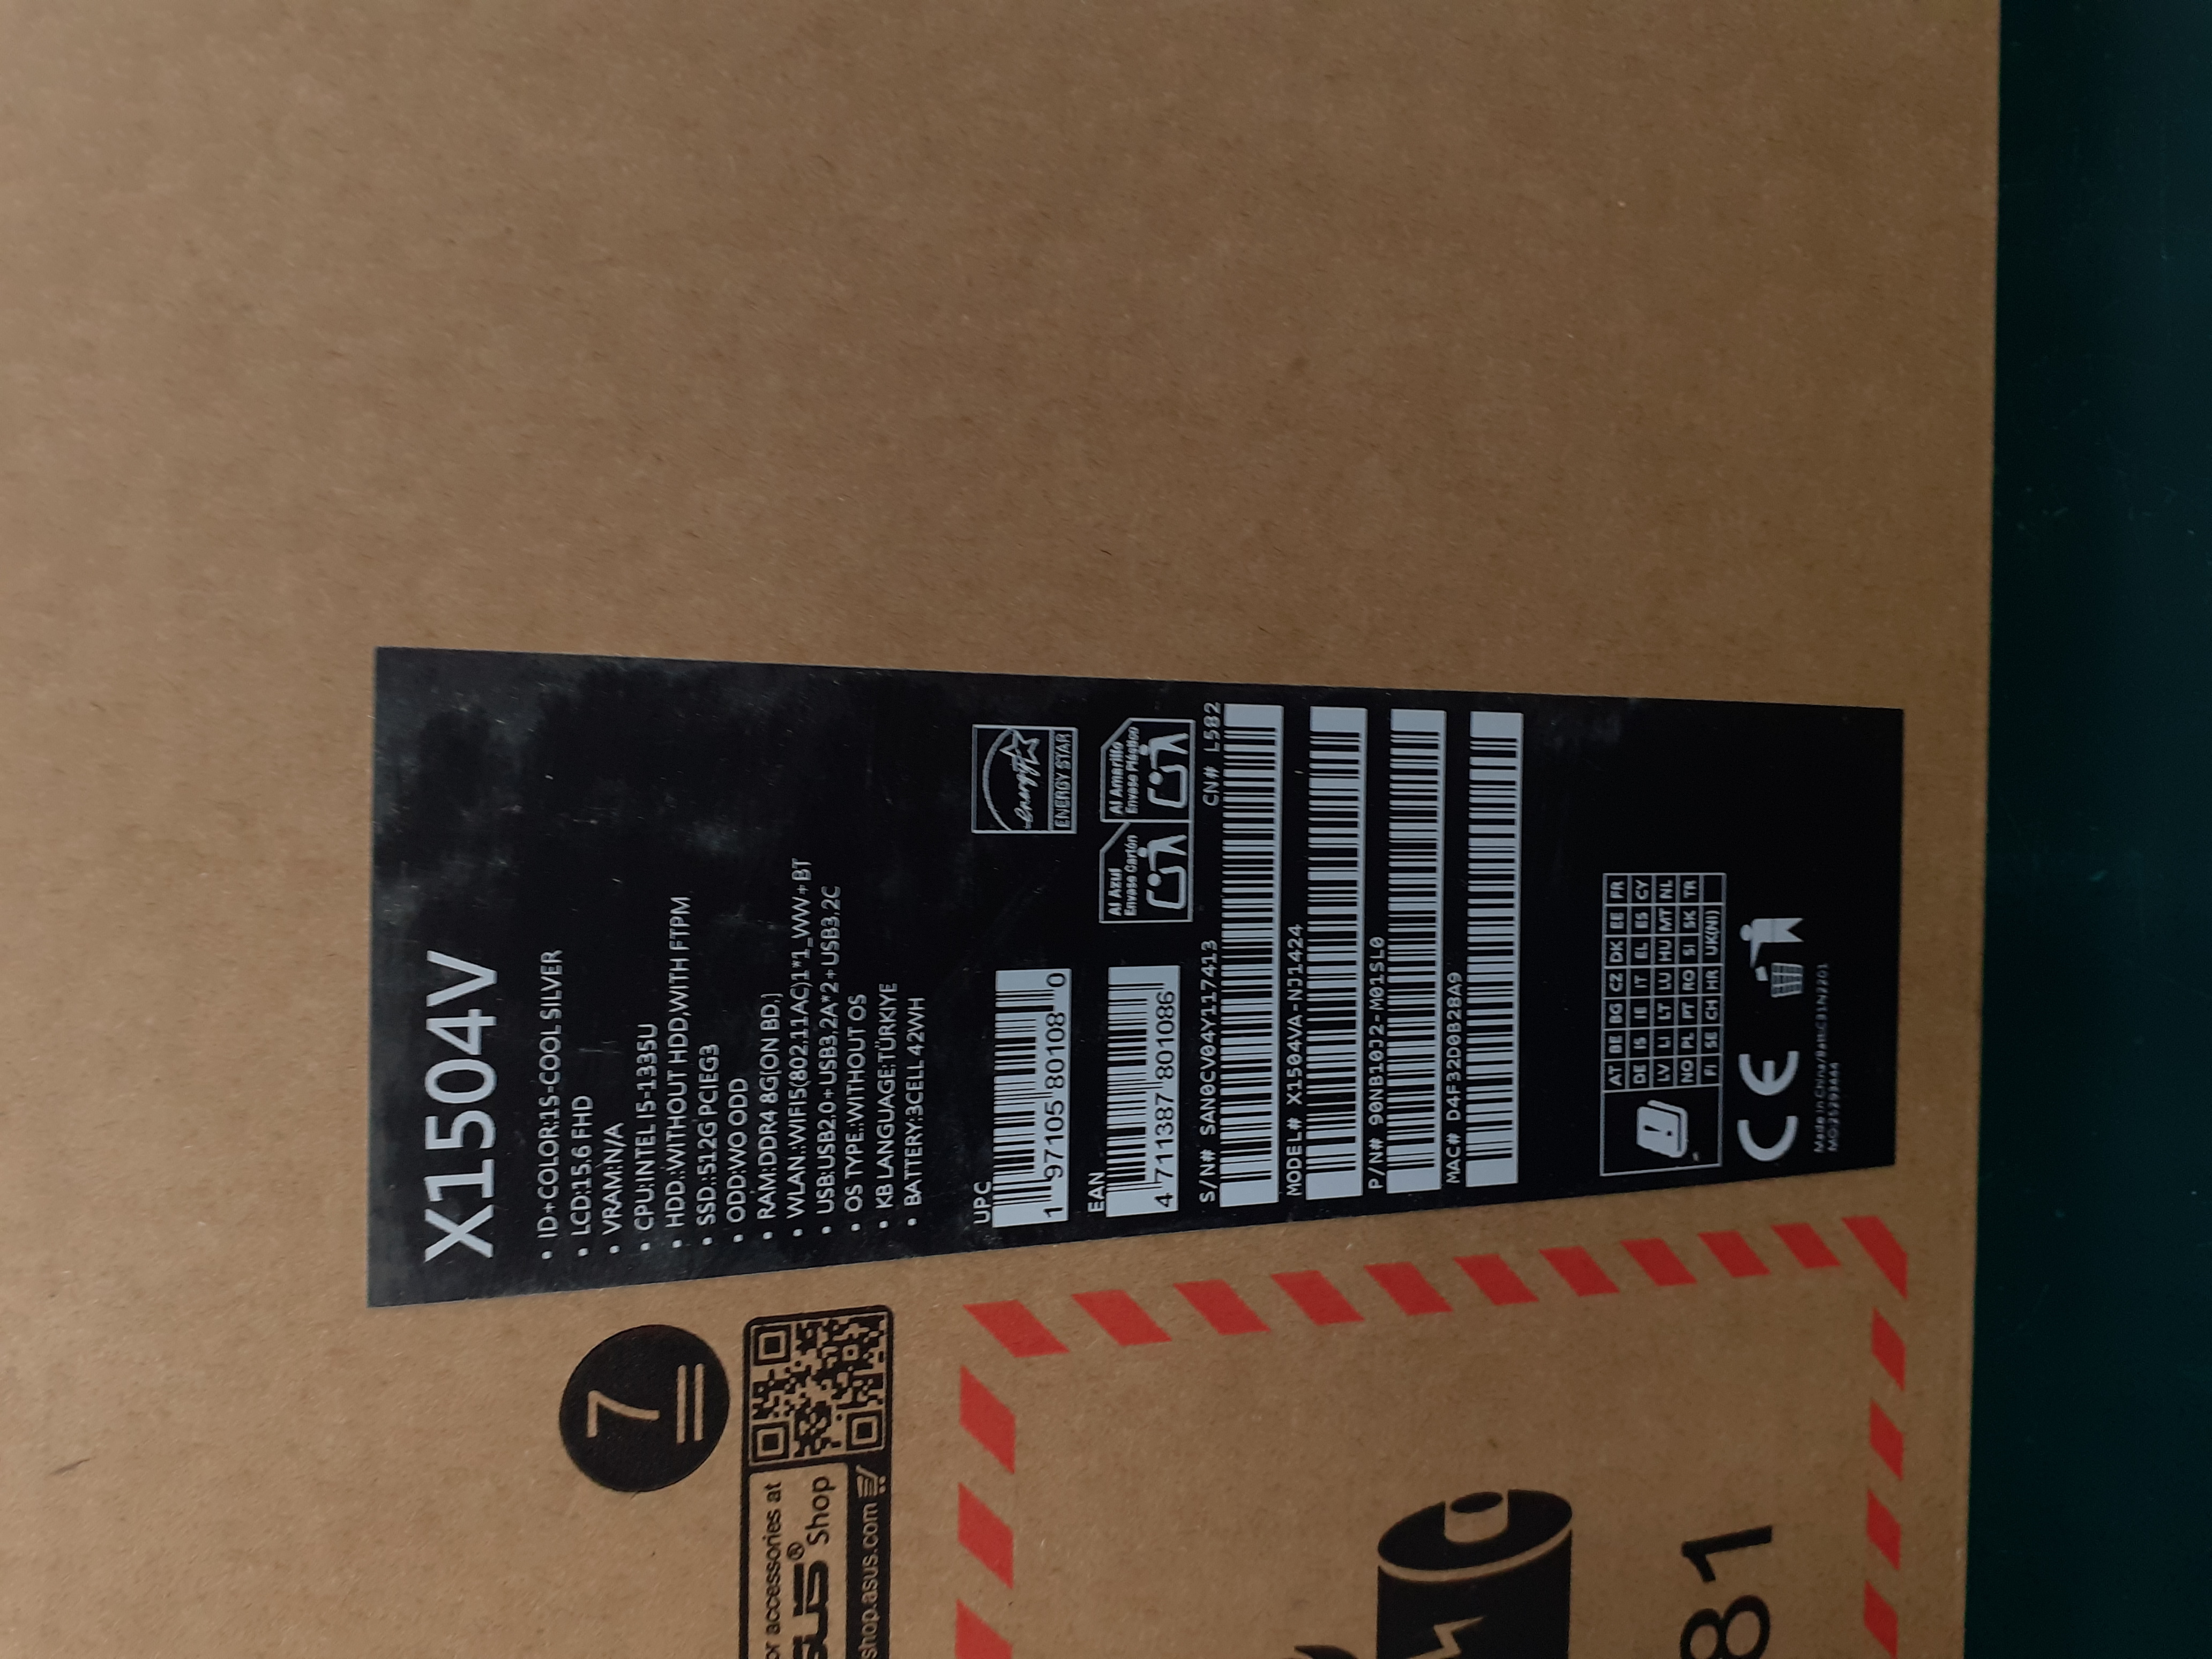 X1504V
• ID+COLOR:1S-COOL SILVER
• LCD:15.6 FHD
• VRAM:N/A
• CPU:INTEL I5-1335U
• HDD.:WITHOUT HDD,WITH FTPM
• SSD.:512G PCIEG3
• ODD:WO ODD
• RAM:DDR4 8G[ON BD.]
• WLAN.:WIFI5(802.11AC)1*1_WW+BT
• USB:USB2.0+USB3.2A*2+USB3.2C
• OS TYPE.:WITHOUT OS
• KB LANGUAGE:TÜRKIYE
• BATTERY:3CELL 42WH
UPC
1 97105 80108 0
energy
ENERGY STAR
EAN
4 711387 801086
Al Azul
Envase Cartón
Al Amarillo
Envase Plástico
S/N# SAN0CV04Y117413 CN# L582
MODEL# X1504VA-NJ1424
P/N# 90NB10J2-M01SL0
MAC# D4F32D0B28A9
AT BE BG CZ DK EE FR
DE IS IE IT EL ES CY
LV LI LT LU HU MT NL
NO PL PT RO SI SK TR
FI SE CH HR UK(NI)
CE
Made in China/Batt.C31N2201
7
or accessories at
SUS® Shop
shop.asus.com
81